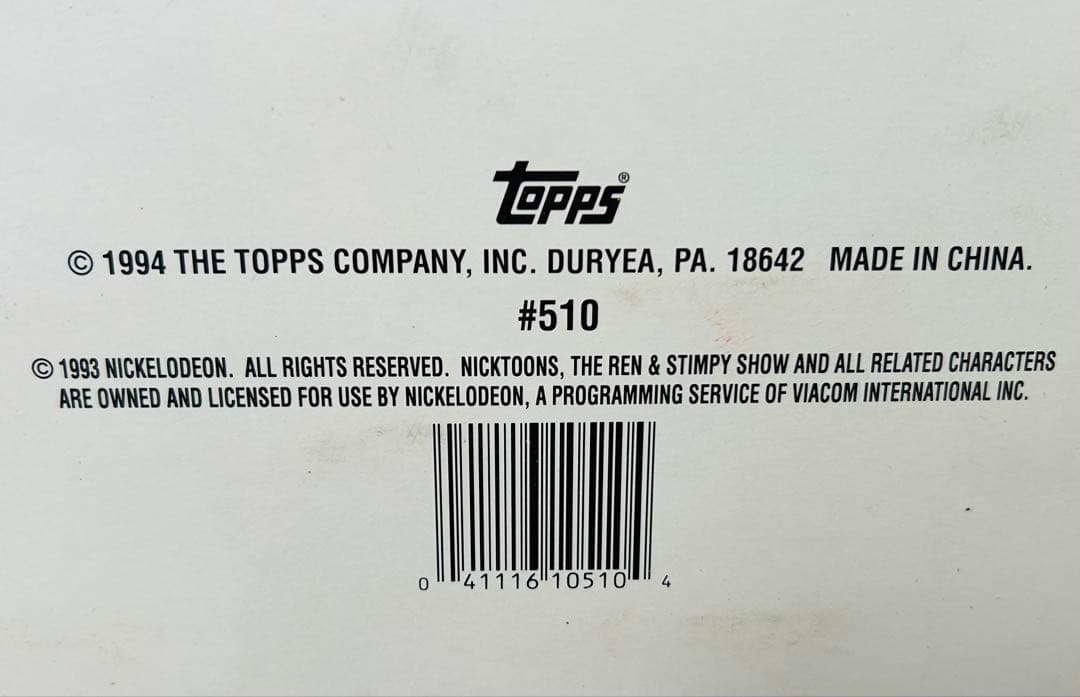 Topps®
© 1994 THE TOPPS COMPANY, INC. DURYEA, PA. 18642 MADE IN CHINA.
#510
© 1993 NICKELODEON. ALL RIGHTS RESERVED. NICKTOONS, THE REN & STIMPY SHOW AND ALL RELATED CHARACTERS
ARE OWNED AND LICENSED FOR USE BY NICKELODEON, A PROGRAMMING SERVICE OF VIACOM INTERNATIONAL INC.
0 41116 10510 4